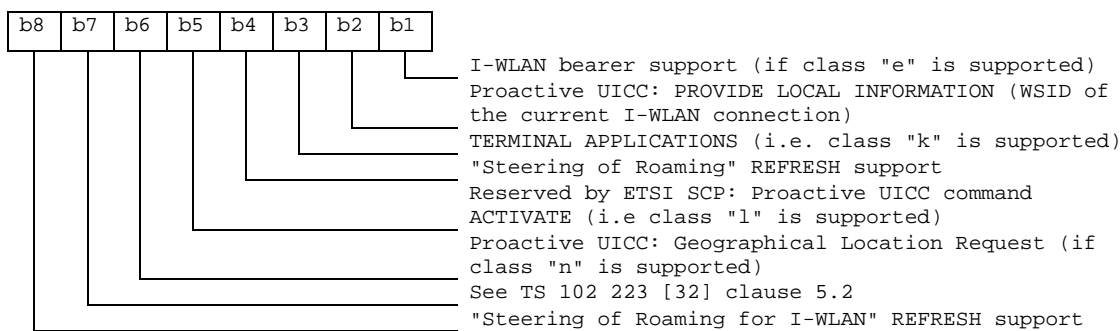 b8 b7 b6 b5 b4 b3 b2 b1
I-WLAN bearer support (if class "e" is supported)
Proactive UICC: PROVIDE LOCAL INFORMATION (WSID of
the current I-WLAN connection)
TERMINAL APPLICATIONS (i.e. class "k" is supported)
"Steering of Roaming" REFRESH support
Reserved by ETSI SCP: Proactive UICC command
ACTIVATE (i.e class "l" is supported)
Proactive UICC: Geographical Location Request (if
class "n" is supported)
See TS 102 223 [32] clause 5.2
"Steering of Roaming for I-WLAN" REFRESH support